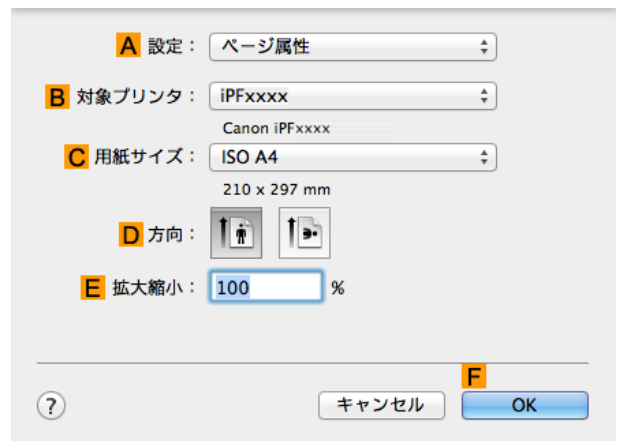 A 設定： ページ属性
B 対象プリンタ： iPFxxxx
Canon iPFxxxx
C 用紙サイズ： ISO A4
210 x 297 mm
D 方向：
E 拡大縮小： 100 %
F
? キャンセル OK